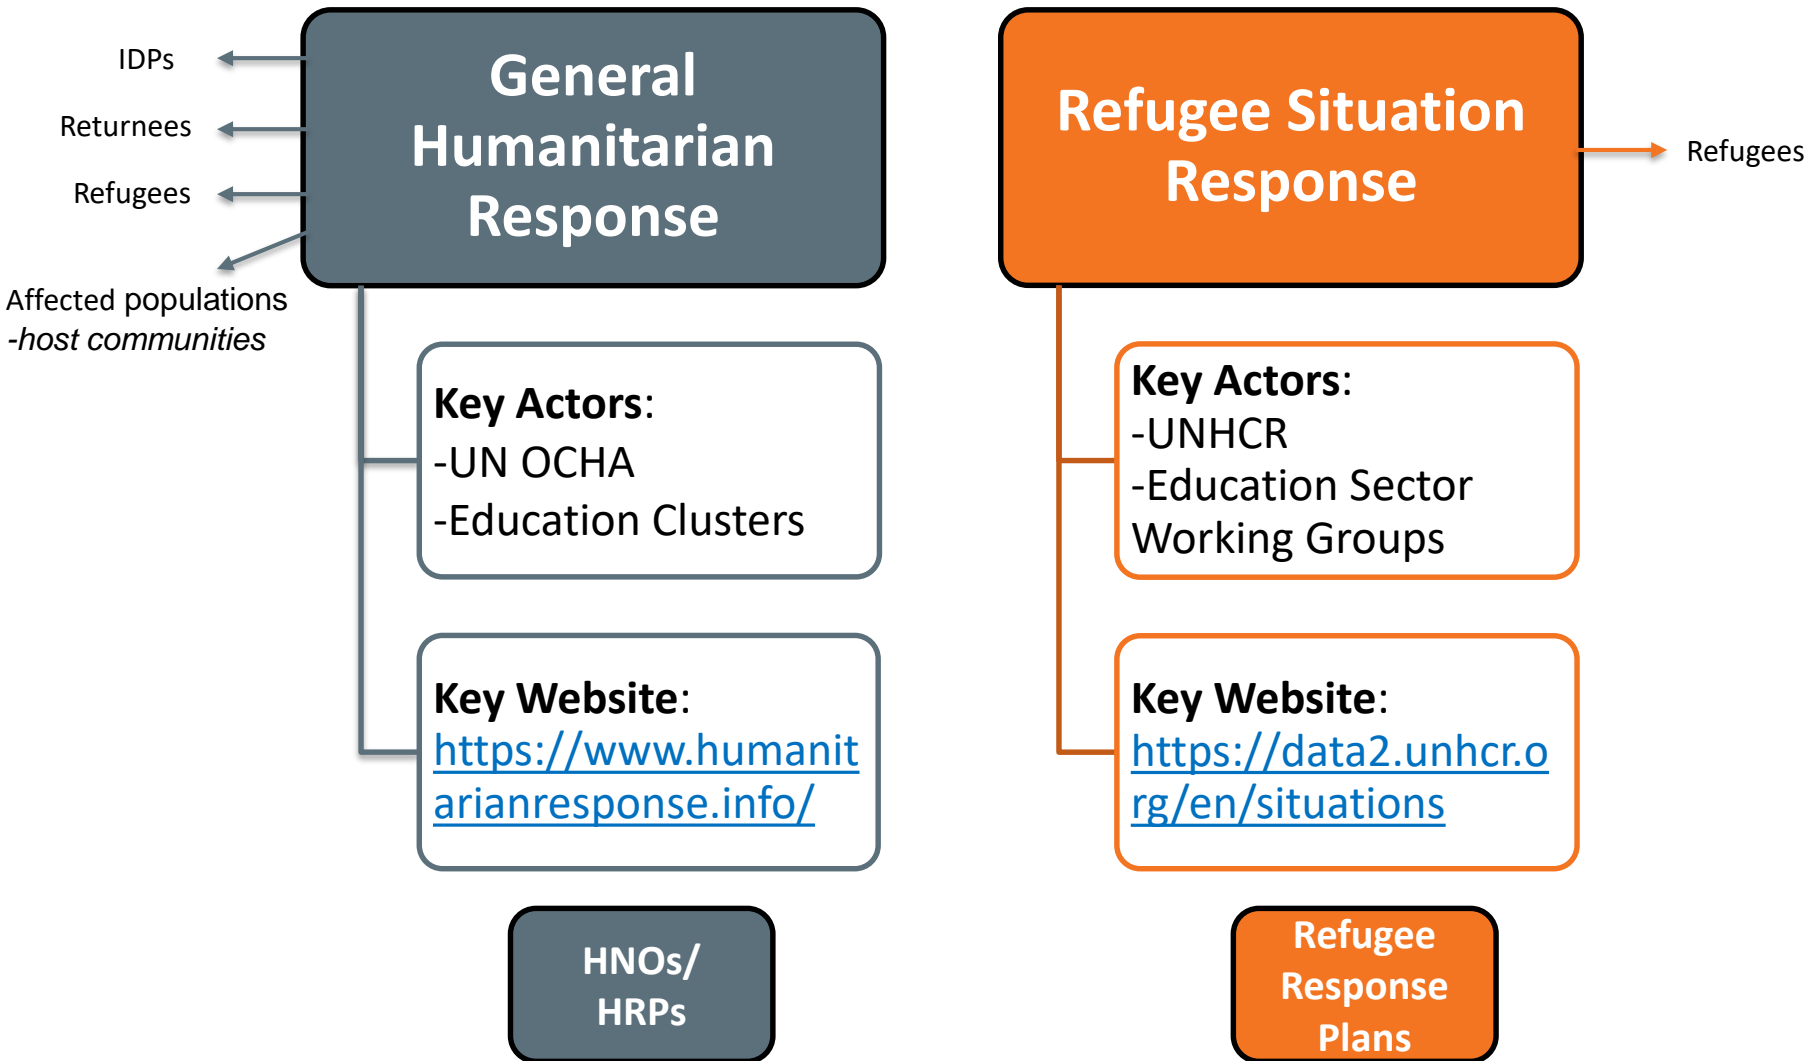 IDPs
Returnees
Refugees
Affected populations
-host communities
General
Humanitarian
Response
Key Actors:
-UN OCHA
-Education Clusters
Key Website:
https://www.humanit
arianresponse.info/
HNOs/
HRPs
Refugee Situation
Response
Refugees
Key Actors:
-UNHCR
-Education Sector
Working Groups
Key Website:
https://data2.unhcr.o
rg/en/situations
Refugee
Response
Plans